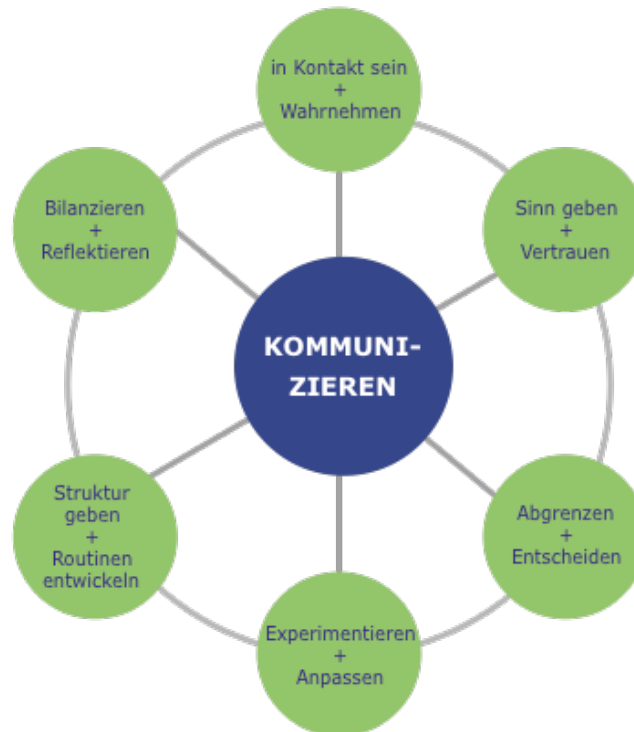 in Kontakt sein
+
Wahrnehmen
Sinn geben
+
Vertrauen
Abgrenzen
+
Entscheiden
Experimentieren
+
Anpassen
Struktur
geben
+
Routinen
entwickeln
Bilanzieren
+
Reflektieren
KOMMUNI-
ZIEREN